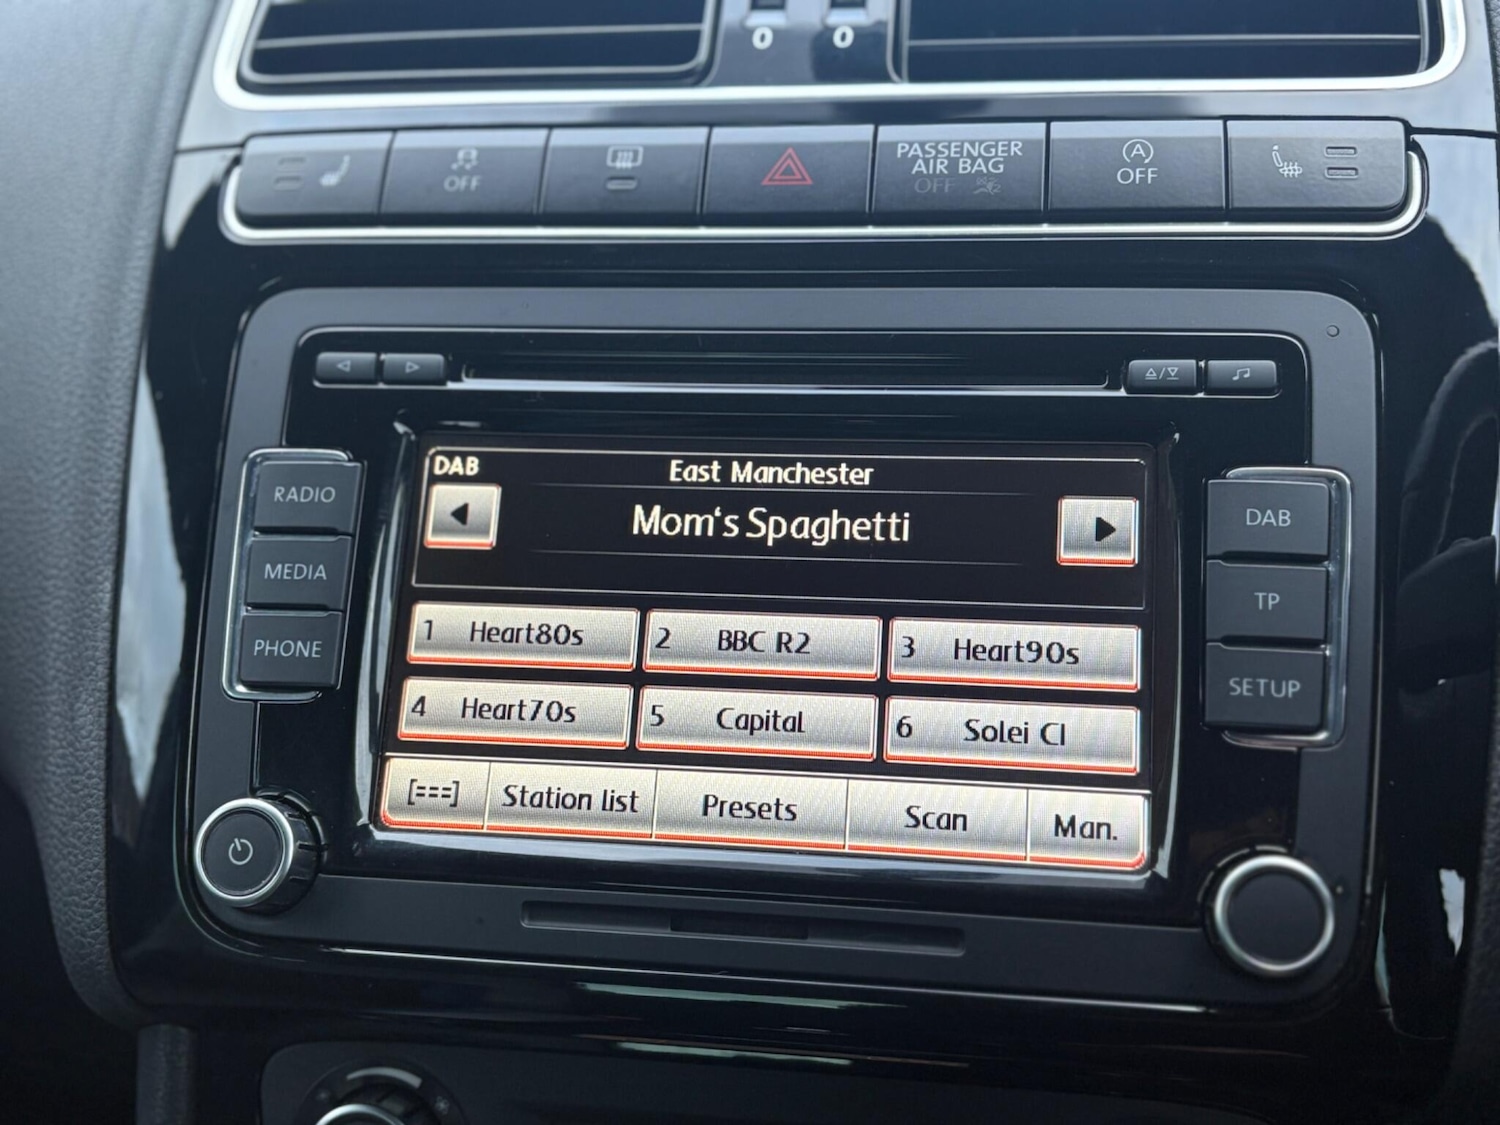 0 0
OFF
PASSENGER
AIR BAG
OFF
A
OFF
DAB
East Manchester
Mom's Spaghetti
RADIO
MEDIA
PHONE
DAB
TP
SETUP
1 Heart80s
2 BBC R2
3 Heart90s
4 Heart70s
5 Capital
6 Solei Cl
Station list
Presets
Scan
Man.